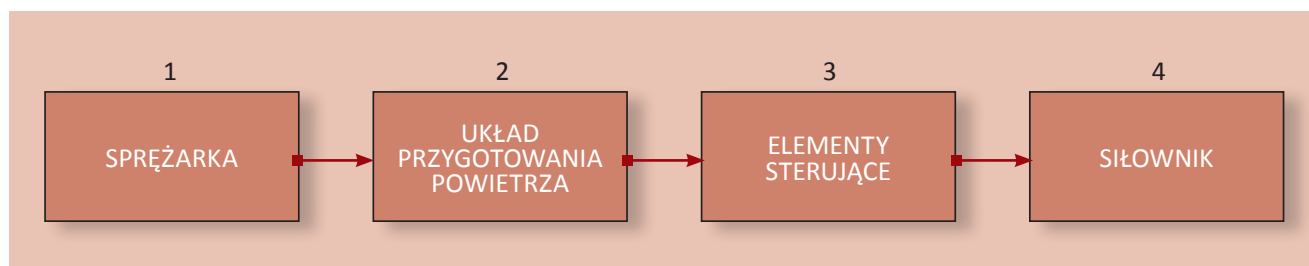 1
2
3
4
SPRĘŻARKA
UKŁAD
PRZYGOTOWANIA
POWIETRZA
ELEMENTY
STERUJĄCE
SIŁOWNIK